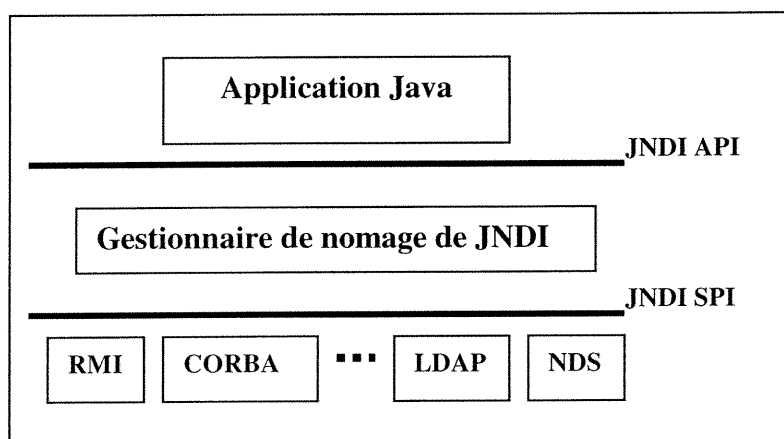 Application Java
JNDI API
Gestionnaire de nomage de JNDI
JNDI SPI
RMI CORBA ... LDAP NDS